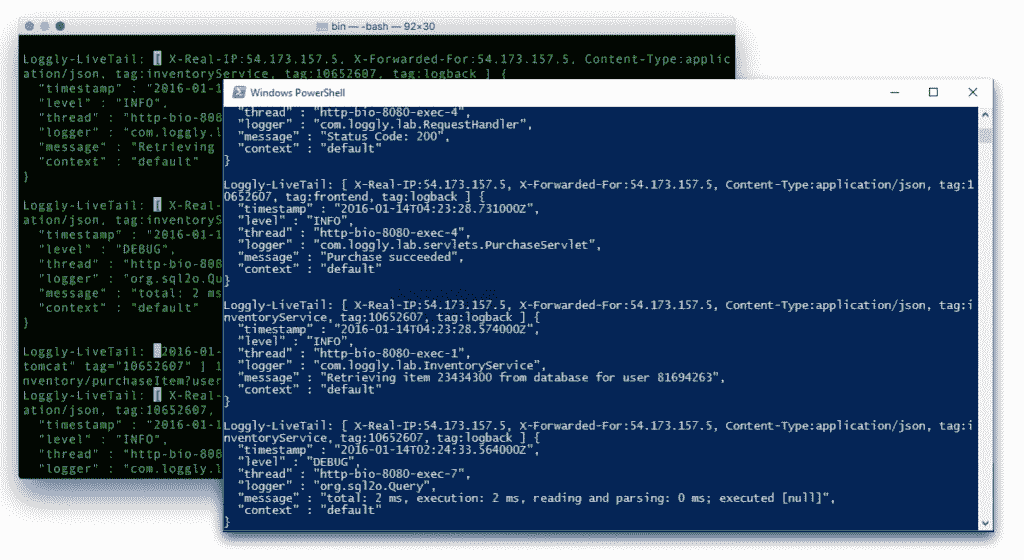 bin — -bash — 92×30
Loggly-LiveTail: [ X-Real-IP:54.173.157.5, X-Forwarded-For:54.173.157.5, Content-Type:applic
ation/json, tag:inventoryService, tag:10652607, tag:logback ] {
"timestamp" : "2016-01-1
"level" : "INFO",
"thread" : "http-bio-808
"logger" : "com.loggly.l
"message" : "Retrieving
"context" : "default"
}
Loggly-LiveTail: [ X-Real-
ation/json, tag:inventoryS
"timestamp" : "2016-01-1
"level" : "DEBUG",
"thread" : "http-bio-808
"logger" : "org.sql2o.Qu
"message" : "total: 2 ms
"context" : "default"
}
Loggly-LiveTail: 2016-01-
tomcat" tag="10652607" ] 1
nventory/purchaseItem?user
Loggly-LiveTail: [ X-Real-
ation/json, tag:10652607,
"timestamp" : "2016-01-1
"level" : "INFO",
"thread" : "http-bio-808
"logger" : "com.loggly.l
Windows PowerShell
"thread" : "http-bio-8080-exec-4",
"logger" : "com.loggly.lab.RequestHandler",
"message" : "Status Code: 200",
"context" : "default"
}
Loggly-LiveTail: [ X-Real-IP:54.173.157.5, X-Forwarded-For:54.173.157.5, Content-Type:application/json, tag:1
0652607, tag:frontend, tag:logback ] {
"timestamp" : "2016-01-14T04:23:28.731000Z",
"level" : "INFO",
"thread" : "http-bio-8080-exec-4",
"logger" : "com.loggly.lab.servlets.PurchaseServlet",
"message" : "Purchase succeeded",
"context" : "default"
}
Loggly-LiveTail: [ X-Real-IP:54.173.157.5, X-Forwarded-For:54.173.157.5, Content-Type:application/json, tag:i
nventoryService, tag:10652607, tag:logback ] {
"timestamp" : "2016-01-14T04:23:28.574000Z",
"level" : "INFO",
"thread" : "http-bio-8080-exec-1",
"logger" : "com.loggly.lab.InventoryService",
"message" : "Retrieving item 23434300 from database for user 81694263",
"context" : "default"
}
Loggly-LiveTail: [ X-Real-IP:54.173.157.5, X-Forwarded-For:54.173.157.5, Content-Type:application/json, tag:i
nventoryService, tag:10652607, tag:logback ] {
"timestamp" : "2016-01-14T02:24:33.564000Z",
"level" : "DEBUG",
"thread" : "http-bio-8080-exec-7",
"logger" : "org.sql2o.Query",
"message" : "total: 2 ms, execution: 2 ms, reading and parsing: 0 ms; executed [null]",
"context" : "default"
}